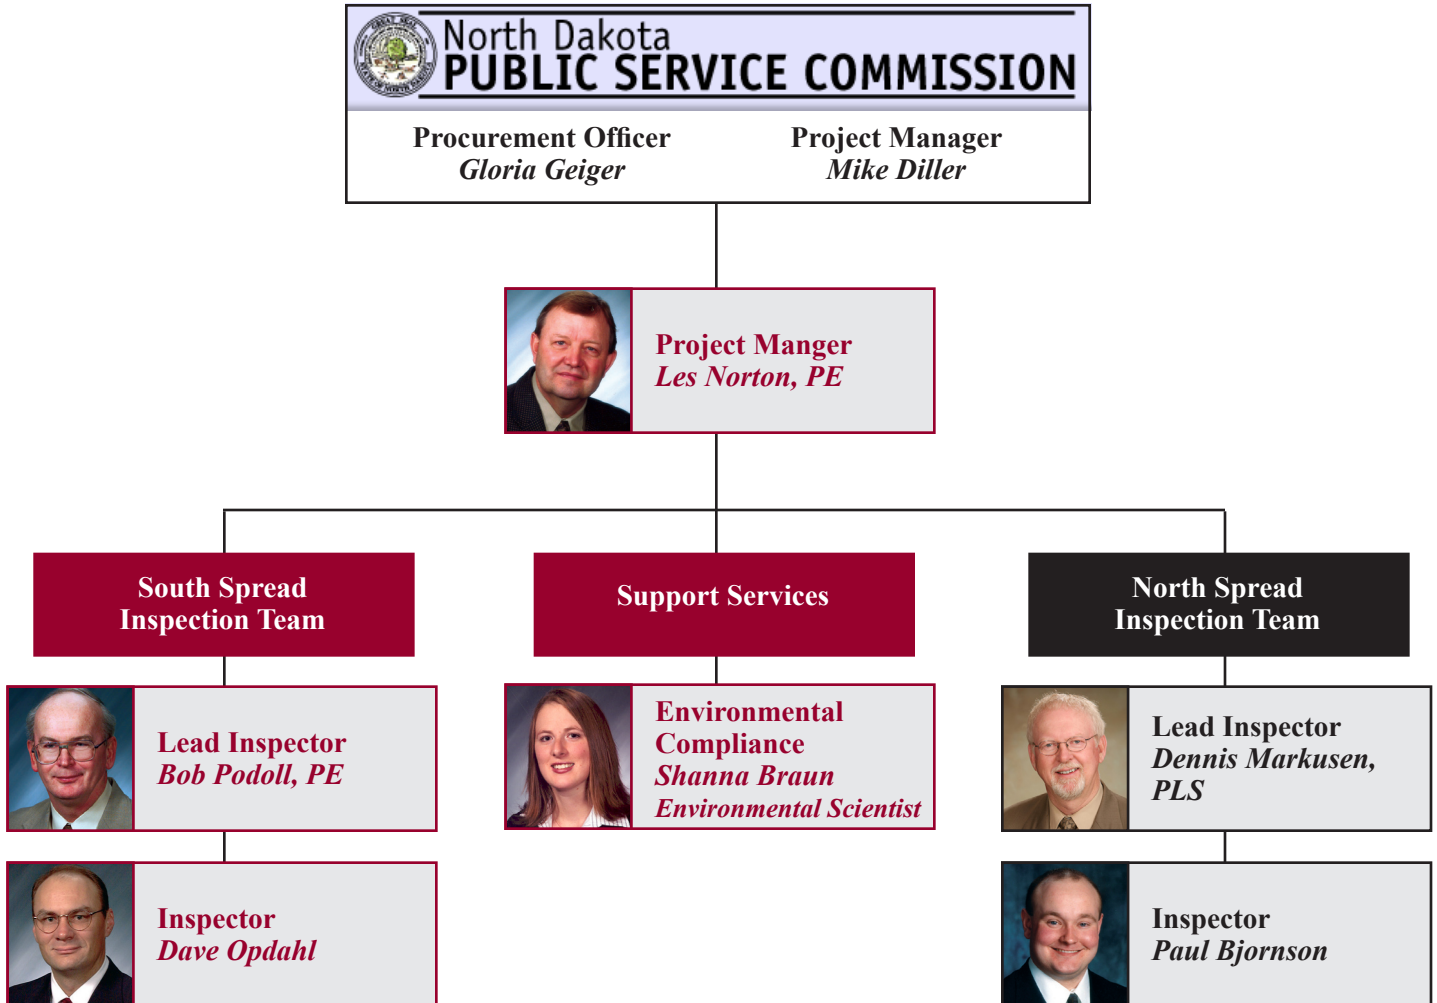 North Dakota
PUBLIC SERVICE COMMISSION
Procurement Officer
Gloria Geiger
Project Manager
Mike Diller
Project Manger
Les Norton, PE
South Spread
Inspection Team
Lead Inspector
Bob Podoll, PE
Inspector
Dave Opdahl
Support Services
Environmental
Compliance
Shanna Braun
Environmental Scientist
North Spread
Inspection Team
Lead Inspector
Dennis Markusen,
PLS
Inspector
Paul Bjornson